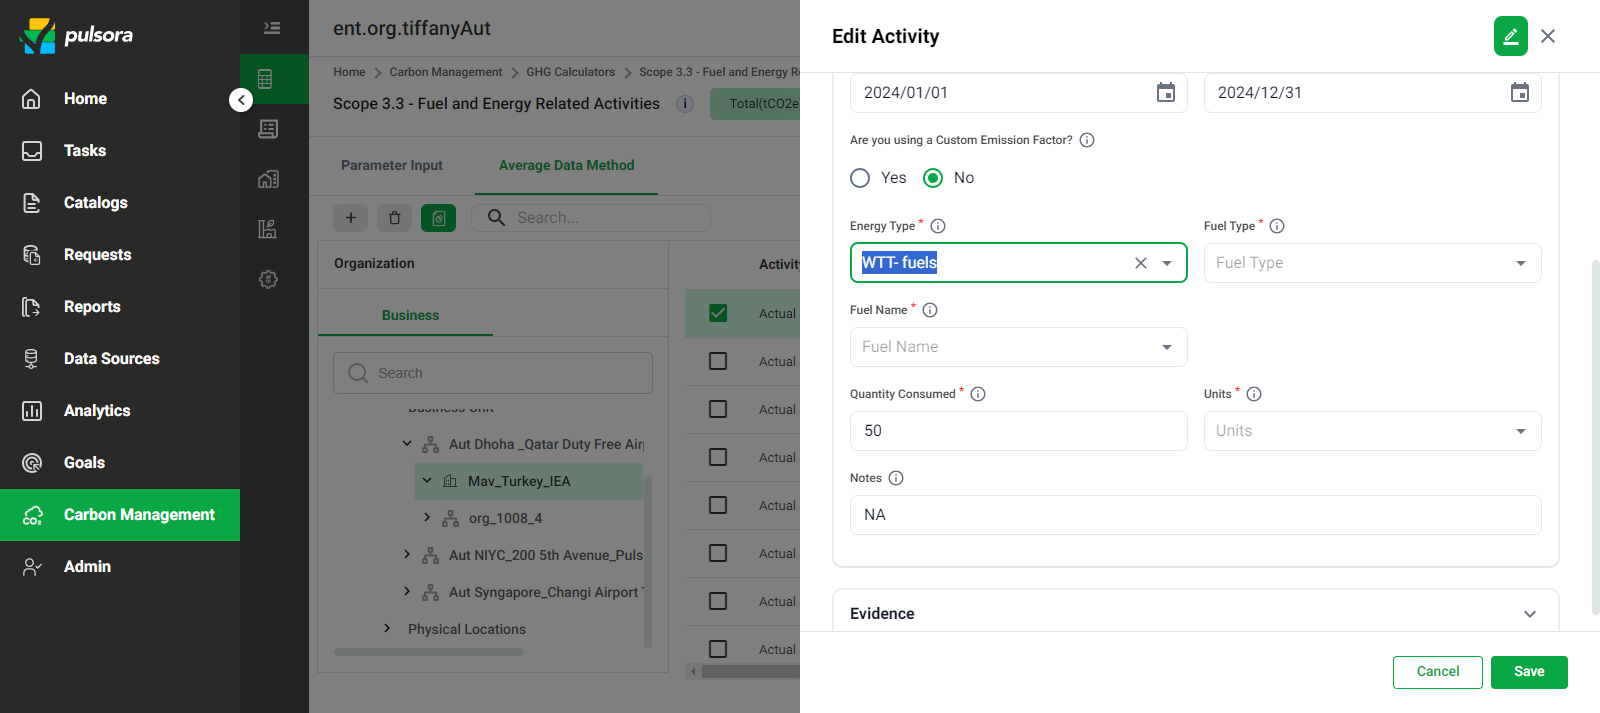 pulsora
Home
Tasks
Catalogs
Requests
Reports
Data Sources
Analytics
Goals
Carbon Management
Admin
ent.org.tiffanyAut
Home > Carbon Management > GHG Calculators > Scope 3.3 - Fuel and Energy Re
Scope 3.3 - Fuel and Energy Related Activities
Total(tCO2e
Parameter Input
Average Data Method
Search...
Organization
Business
Search
Business Unit
Aut Dhoha _Qatar Duty Free Air
Mav_Turkey_IEA
org_1008_4
Aut NIYC_200 5th Avenue_Puls
Aut Syngapore_Changi Airport T
Physical Locations
Activity
Actual
Actual
Actual
Actual
Actual
Actual
Actual
Actual
Edit Activity
2024/01/01
2024/12/31
Are you using a Custom Emission Factor?
Yes
No
Energy Type *
Fuel Type *
WTT- fuels
Fuel Type
Fuel Name *
Fuel Name
Quantity Consumed *
Units *
50
Units
Notes
NA
Evidence
Cancel
Save